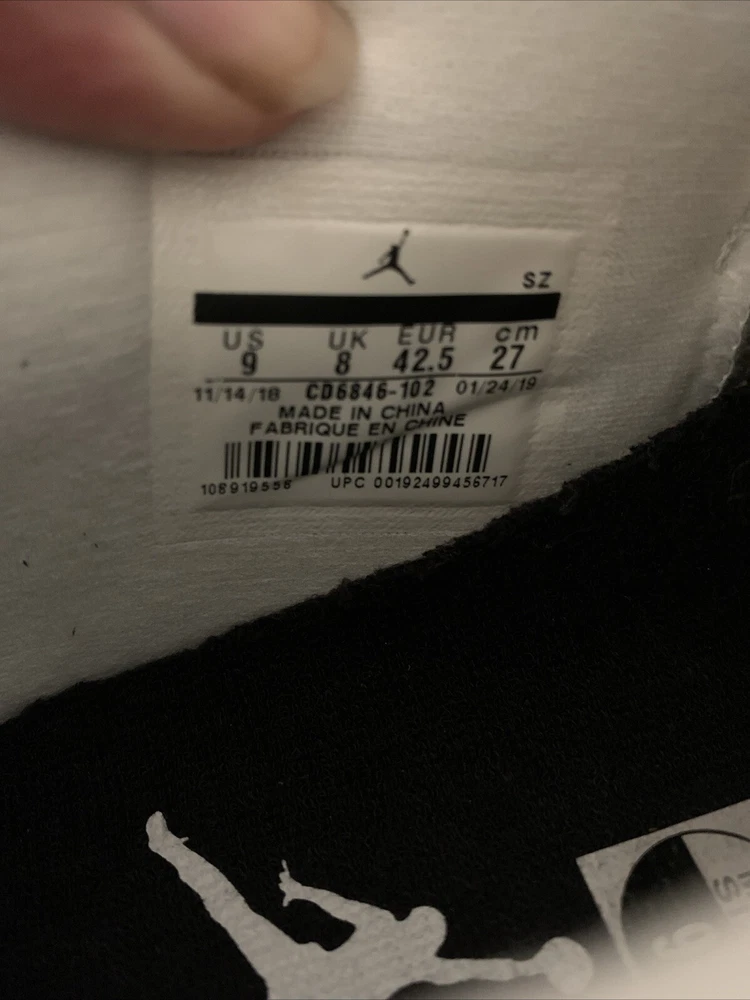 SZ
US UK EUR cm
9 8 42.5 27
11/14/18 CD6846-102 01/24/19
MADE IN CHINA
FABRIQUE EN CHINE
108919556 UPC 00192499456717